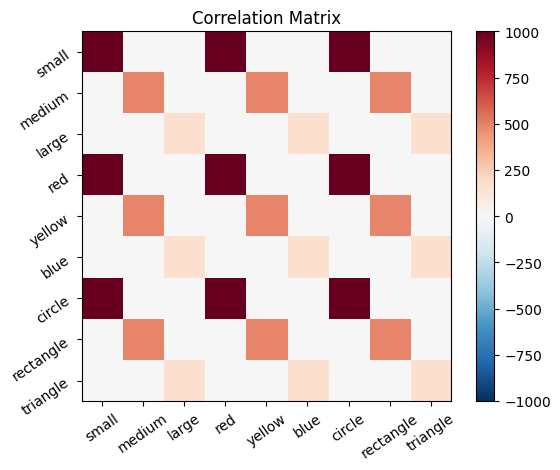 Correlation Matrix
small
medium
large
red
yellow
blue
circle
rectangle
triangle
small
medium
large
red
yellow
blue
circle
rectangle
triangle
1000
750
500
250
0
−250
−500
−750
−1000